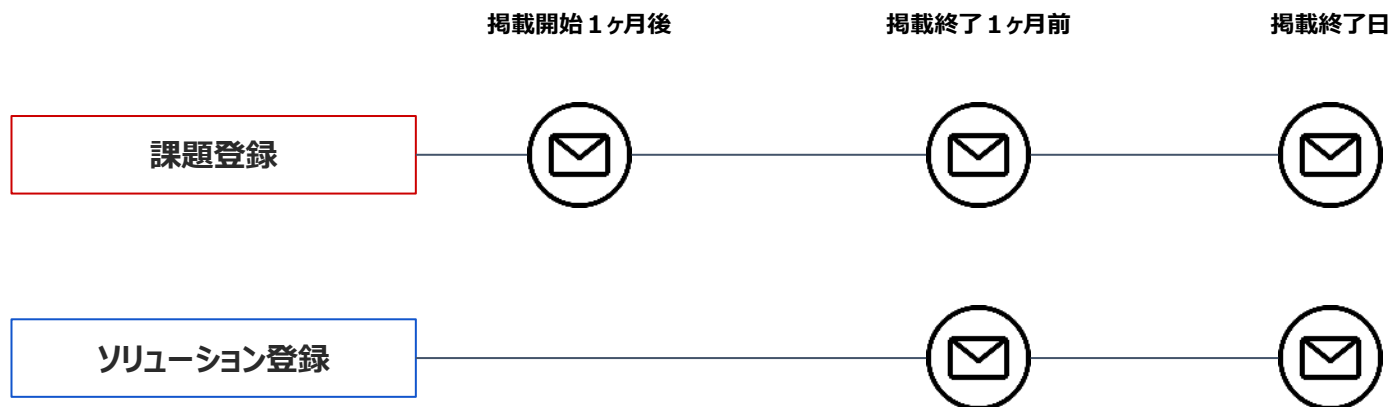 掲載開始1ヶ月後
掲載終了1ヶ月前
掲載終了日
課題登録
ソリューション登録